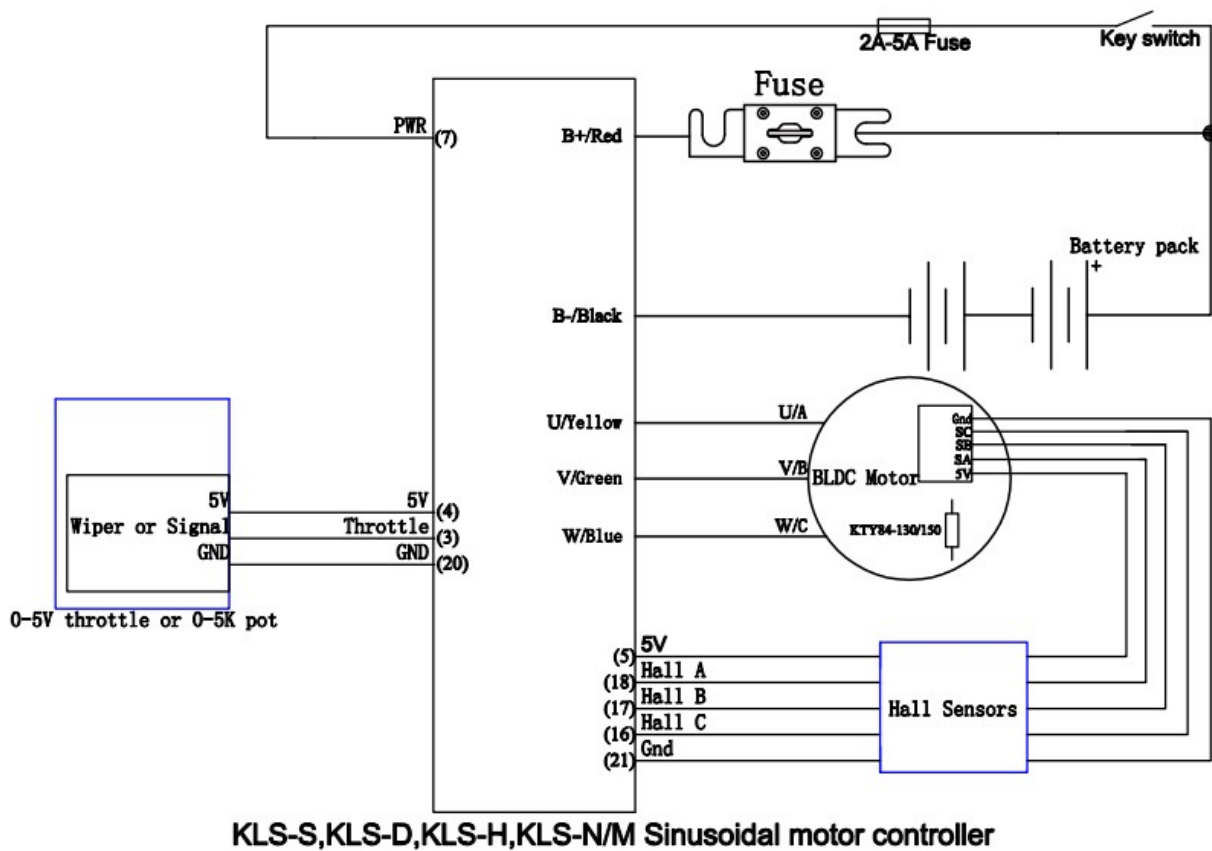 2A-5A Fuse
Key switch
Fuse
PWR
(7)
B+/Red
Battery pack
+
B-/Black
U/Yellow
U/A
Gnd
SC
SB
SA
5V
V/Green
V/B
BLDC Motor
W/Blue
W/C
KTY84-130/150
5V
5V
(4)
Wiper or Signal
Throttle
(3)
GND
GND
(20)
0-5V throttle or 0-5K pot
5V
(5)
Hall A
(18)
Hall B
(17)
Hall Sensors
Hall C
(16)
Gnd
(21)
KLS-S,KLS-D,KLS-H,KLS-N/M Sinusoidal motor controller